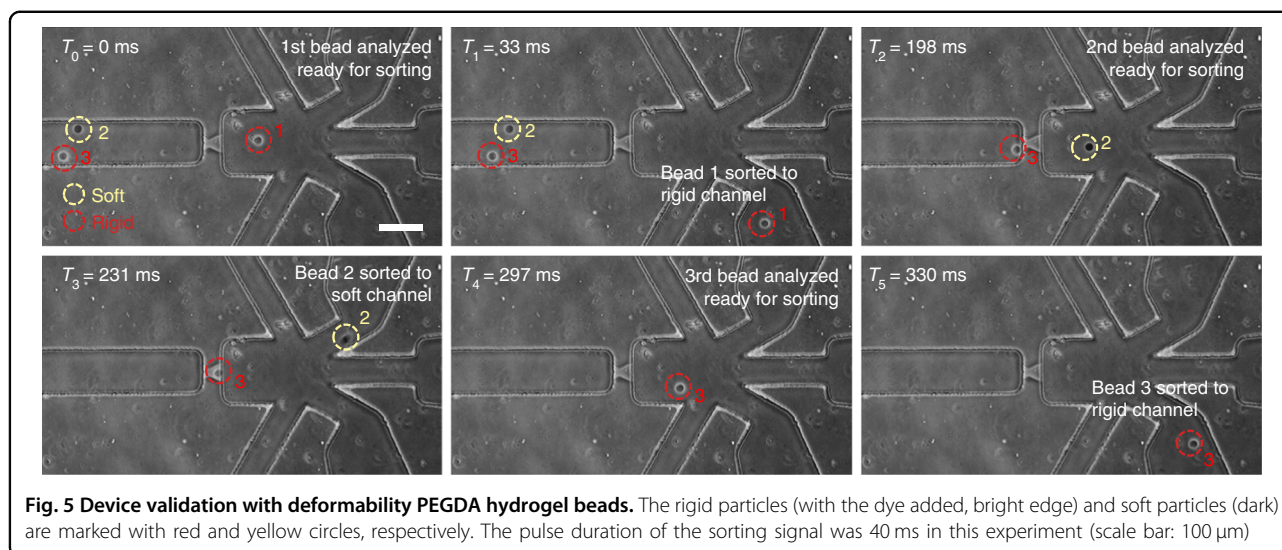 T0 = 0 ms
1st bead analyzed
ready for sorting
1
2
3
Soft
Rigid
T1 = 33 ms
2
3
Bead 1 sorted to
rigid channel
1
T2 = 198 ms
2nd bead analyzed
ready for sorting
3
2
T3 = 231 ms
Bead 2 sorted to
soft channel
2
3
T4 = 297 ms
3rd bead analyzed
ready for sorting
3
T5 = 330 ms
Bead 3 sorted to
rigid channel
3
Fig. 5 Device validation with deformability PEGDA hydrogel beads. The rigid particles (with the dye added, bright edge) and soft particles (dark)
are marked with red and yellow circles, respectively. The pulse duration of the sorting signal was 40 ms in this experiment (scale bar: 100 μm)